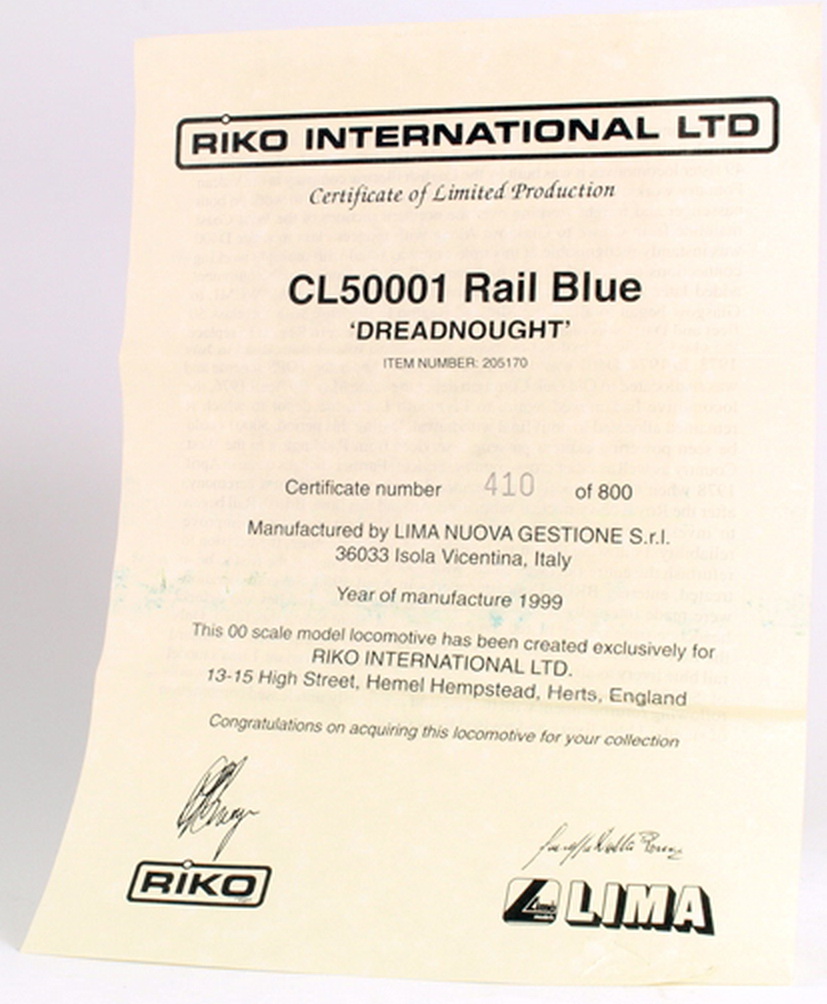 RIKO INTERNATIONAL LTD
Certificate of Limited Production
CL50001 Rail Blue
'DREADNOUGHT'
ITEM NUMBER: 205170
Certificate number 410 of 800
Manufactured by LIMA NUOVA GESTIONE S.r.l.
36033 Isola Vicentina, Italy
Year of manufacture 1999
This 00 scale model locomotive has been created exclusively for
RIKO INTERNATIONAL LTD.
13-15 High Street, Hemel Hempstead, Herts, England
Congratulations on acquiring this locomotive for your collection
RIKO
LIMA